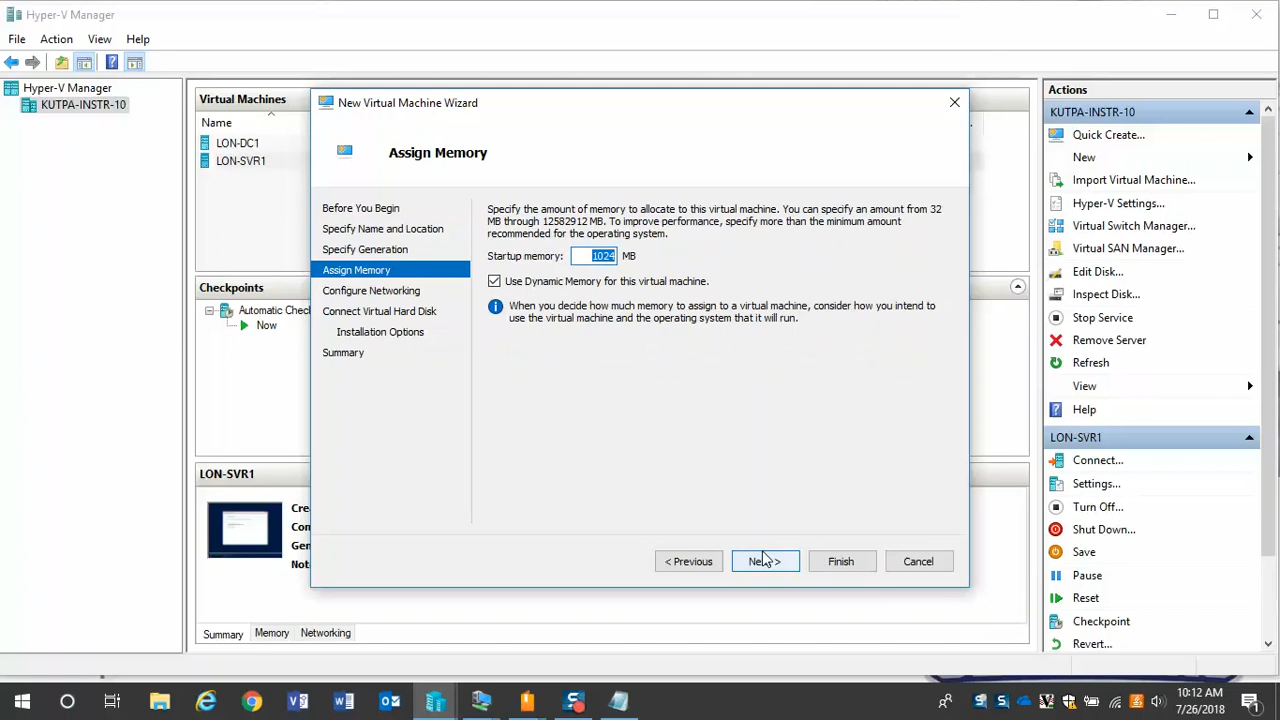 Hyper-V Manager
File Action View Help
Hyper-V Manager
KUTPA-INSTR-10
Virtual Machines
Name
LON-DC1
LON-SVR1
Checkpoints
Automatic Chec
Now
LON-SVR1
Crea
Con
Gen
Note
Summary Memory Networking
New Virtual Machine Wizard
Assign Memory
Before You Begin
Specify Name and Location
Specify Generation
Assign Memory
Configure Networking
Connect Virtual Hard Disk
Installation Options
Summary
Specify the amount of memory to allocate to this virtual machine. You can specify an amount from 32
MB through 12582912 MB. To improve performance, specify more than the minimum amount
recommended for the operating system.
Startup memory: 1024 MB
Use Dynamic Memory for this virtual machine.
When you decide how much memory to assign to a virtual machine, consider how you intend to
use the virtual machine and the operating system that it will run.
< Previous Next > Finish Cancel
Actions
KUTPA-INSTR-10
Quick Create...
New
Import Virtual Machine...
Hyper-V Settings...
Virtual Switch Manager...
Virtual SAN Manager...
Edit Disk...
Inspect Disk...
Stop Service
Remove Server
Refresh
View
Help
LON-SVR1
Connect...
Settings...
Turn Off...
Shut Down...
Save
Pause
Reset
Checkpoint
Revert...
10:12 AM
7/26/2018